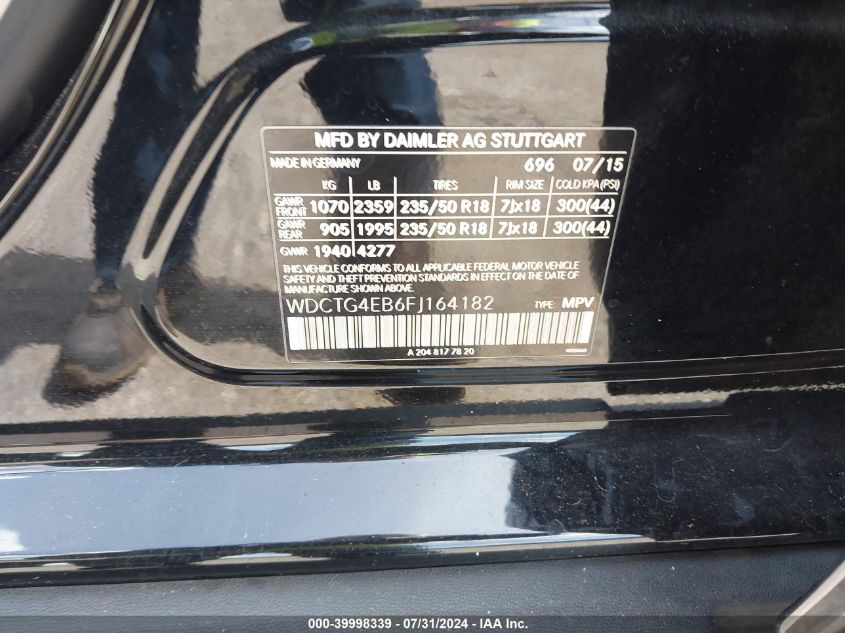 MFD BY DAIMLER AG STUTTGART
MADE IN GERMANY 696 07/15
KG LB TIRES RIM SIZE COLD KPA (PSI)
GAWR FRONT 1070 2359 235/50 R18 7Jx18 300(44)
GAWR REAR 905 1995 235/50 R18 7Jx18 300(44)
GVWR 1940 4277
THIS VEHICLE CONFORMS TO ALL APPLICABLE FEDERAL MOTOR VEHICLE
SAFETY AND THEFT PREVENTION STANDARDS IN EFFECT ON THE DATE
OF MANUFACTURE SHOWN ABOVE.
WDCTG4EB6FJ164182 TYPE: MPV
A 204 817 78 20
000-39998339 - 07/31/2024 - IAA Inc.